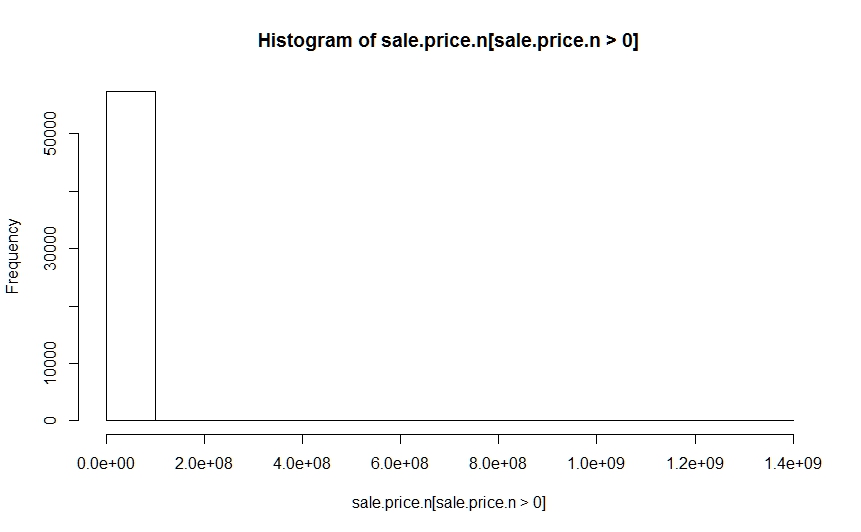 Histogram of sale.price.n[sale.price.n > 0]
Frequency
50000
30000
10000
0
0.0e+00 2.0e+08 4.0e+08 6.0e+08 8.0e+08 1.0e+09 1.2e+09 1.4e+09
sale.price.n[sale.price.n > 0]